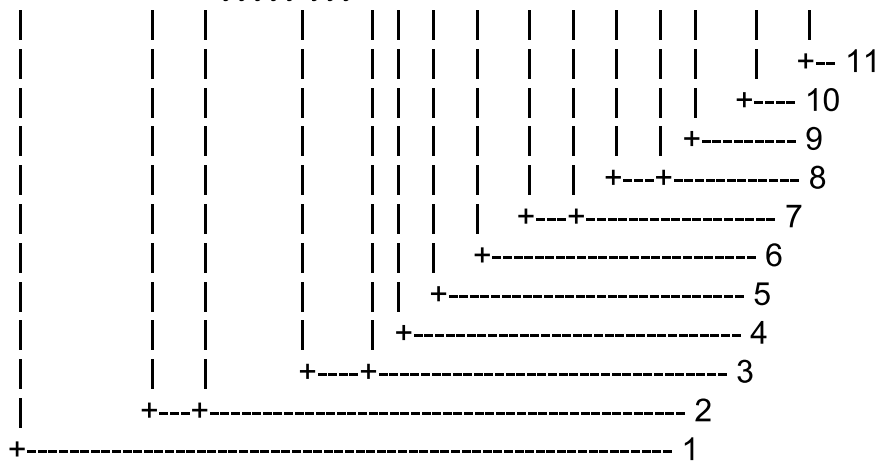 | | | | | | | | | | | | | | |
| | | | | | | | | | | | | | +-- 11
| | | | | | | | | | | | | +---- 10
| | | | | | | | | | | | +--------- 9
| | | | | | | | | | +---+------------ 8
| | | | | | | | +---+----------------- 7
| | | | | | | +------------------------ 6
| | | | | | +--------------------------- 5
| | | | | +------------------------------- 4
| | | +----+-------------------------------- 3
| +---+-------------------------------------------- 2
+------------------------------------------------------------ 1